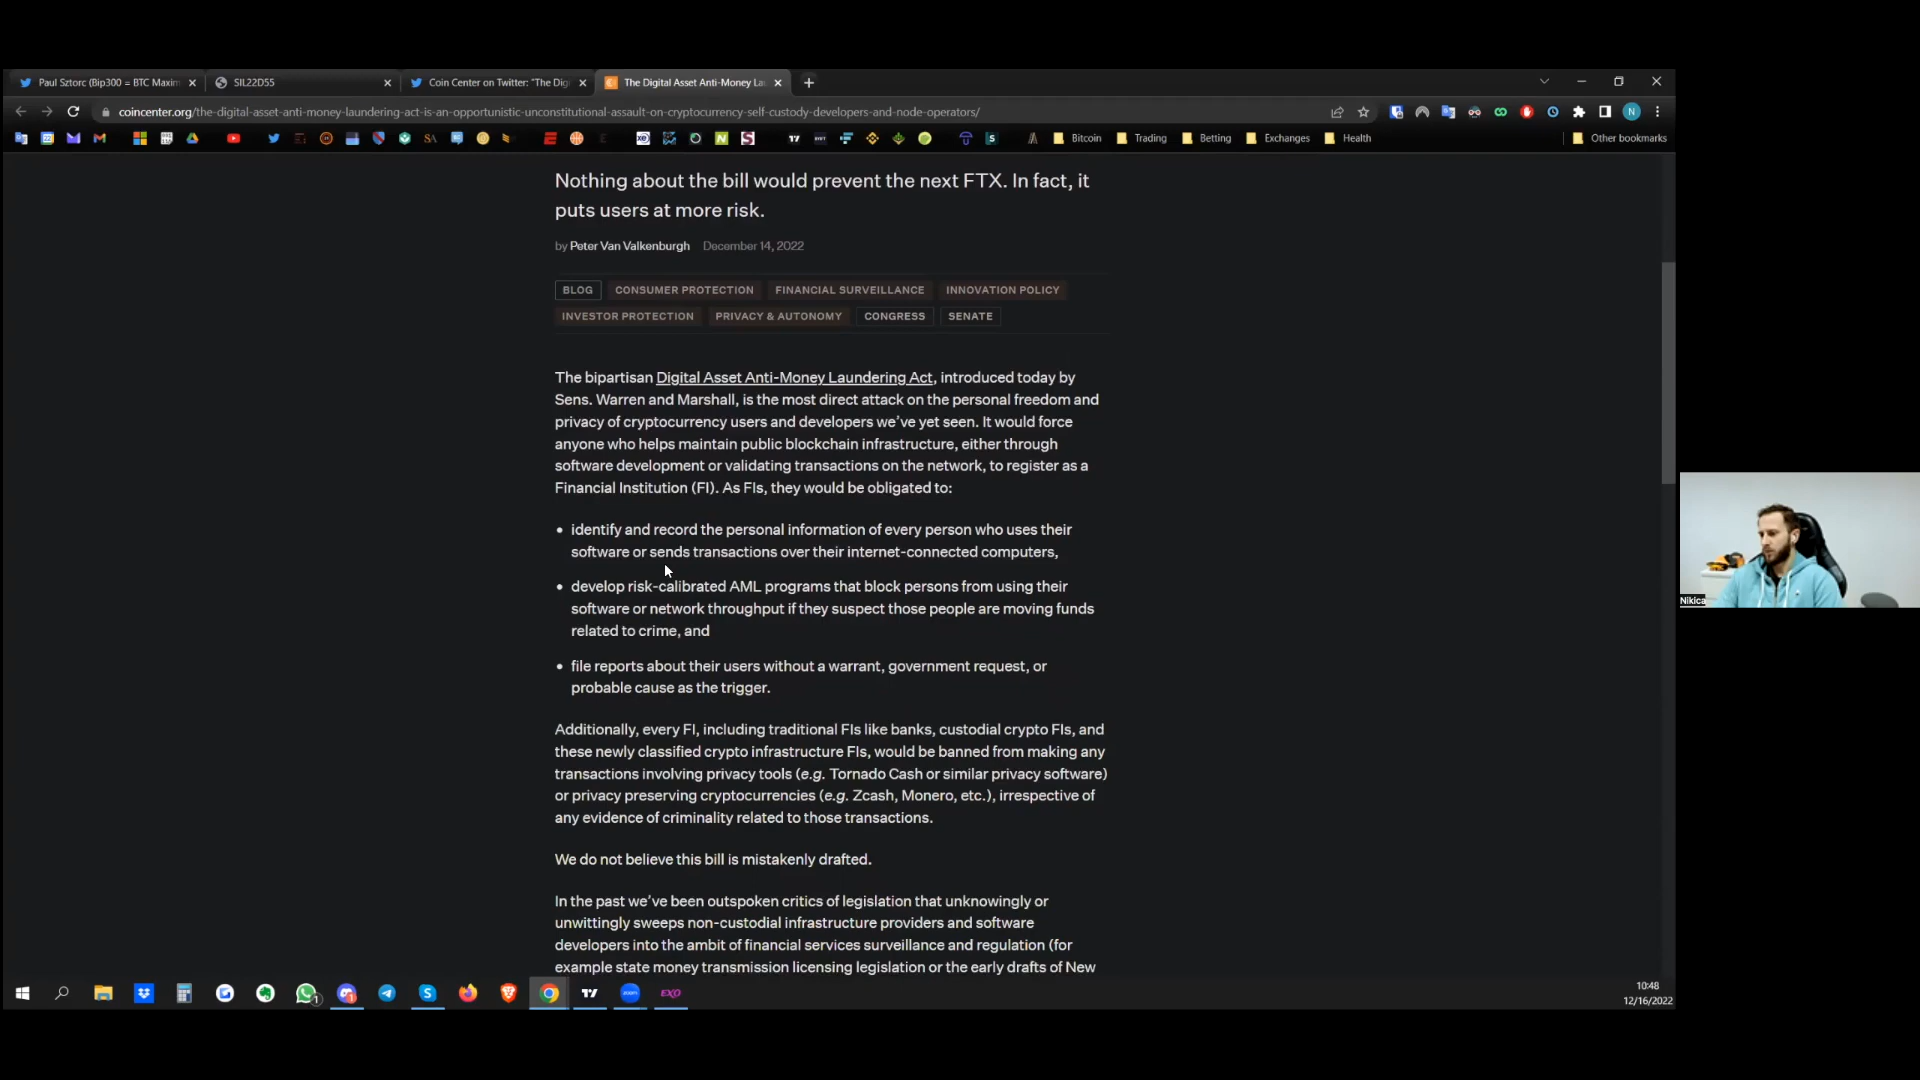 Paul Sztorc (Bip300 = BTC Maxim
SIL22D55
Coin Center on Twitter: "The Dig
The Digital Asset Anti-Money La
coincenter.org/the-digital-asset-anti-money-laundering-act-is-an-opportunistic-unconstitutional-assault-on-cryptocurrency-self-custody-developers-and-node-operators/
N
Bitcoin
Trading
Betting
Exchanges
Health
Other bookmarks
Nothing about the bill would prevent the next FTX. In fact, it
puts users at more risk.
by Peter Van Valkenburgh December 14, 2022
BLOG CONSUMER PROTECTION FINANCIAL SURVEILLANCE INNOVATION POLICY
INVESTOR PROTECTION PRIVACY & AUTONOMY CONGRESS SENATE
The bipartisan Digital Asset Anti-Money Laundering Act, introduced today by
Sens. Warren and Marshall, is the most direct attack on the personal freedom and
privacy of cryptocurrency users and developers we've yet seen. It would force
anyone who helps maintain public blockchain infrastructure, either through
software development or validating transactions on the network, to register as a
Financial Institution (FI). As FIs, they would be obligated to:
• identify and record the personal information of every person who uses their
software or sends transactions over their internet-connected computers,
• develop risk-calibrated AML programs that block persons from using their
software or network throughput if they suspect those people are moving funds
related to crime, and
• file reports about their users without a warrant, government request, or
probable cause as the trigger.
Additionally, every FI, including traditional FIs like banks, custodial crypto FIs, and
these newly classified crypto infrastructure FIs, would be banned from making any
transactions involving privacy tools (e.g. Tornado Cash or similar privacy software)
or privacy preserving cryptocurrencies (e.g. Zcash, Monero, etc.), irrespective of
any evidence of criminality related to those transactions.
We do not believe this bill is mistakenly drafted.
In the past we've been outspoken critics of legislation that unknowingly or
unwittingly sweeps non-custodial infrastructure providers and software
developers into the ambit of financial services surveillance and regulation (for
example state money transmission licensing legislation or the early drafts of New
Nikica
EXO
10:48
12/16/2022